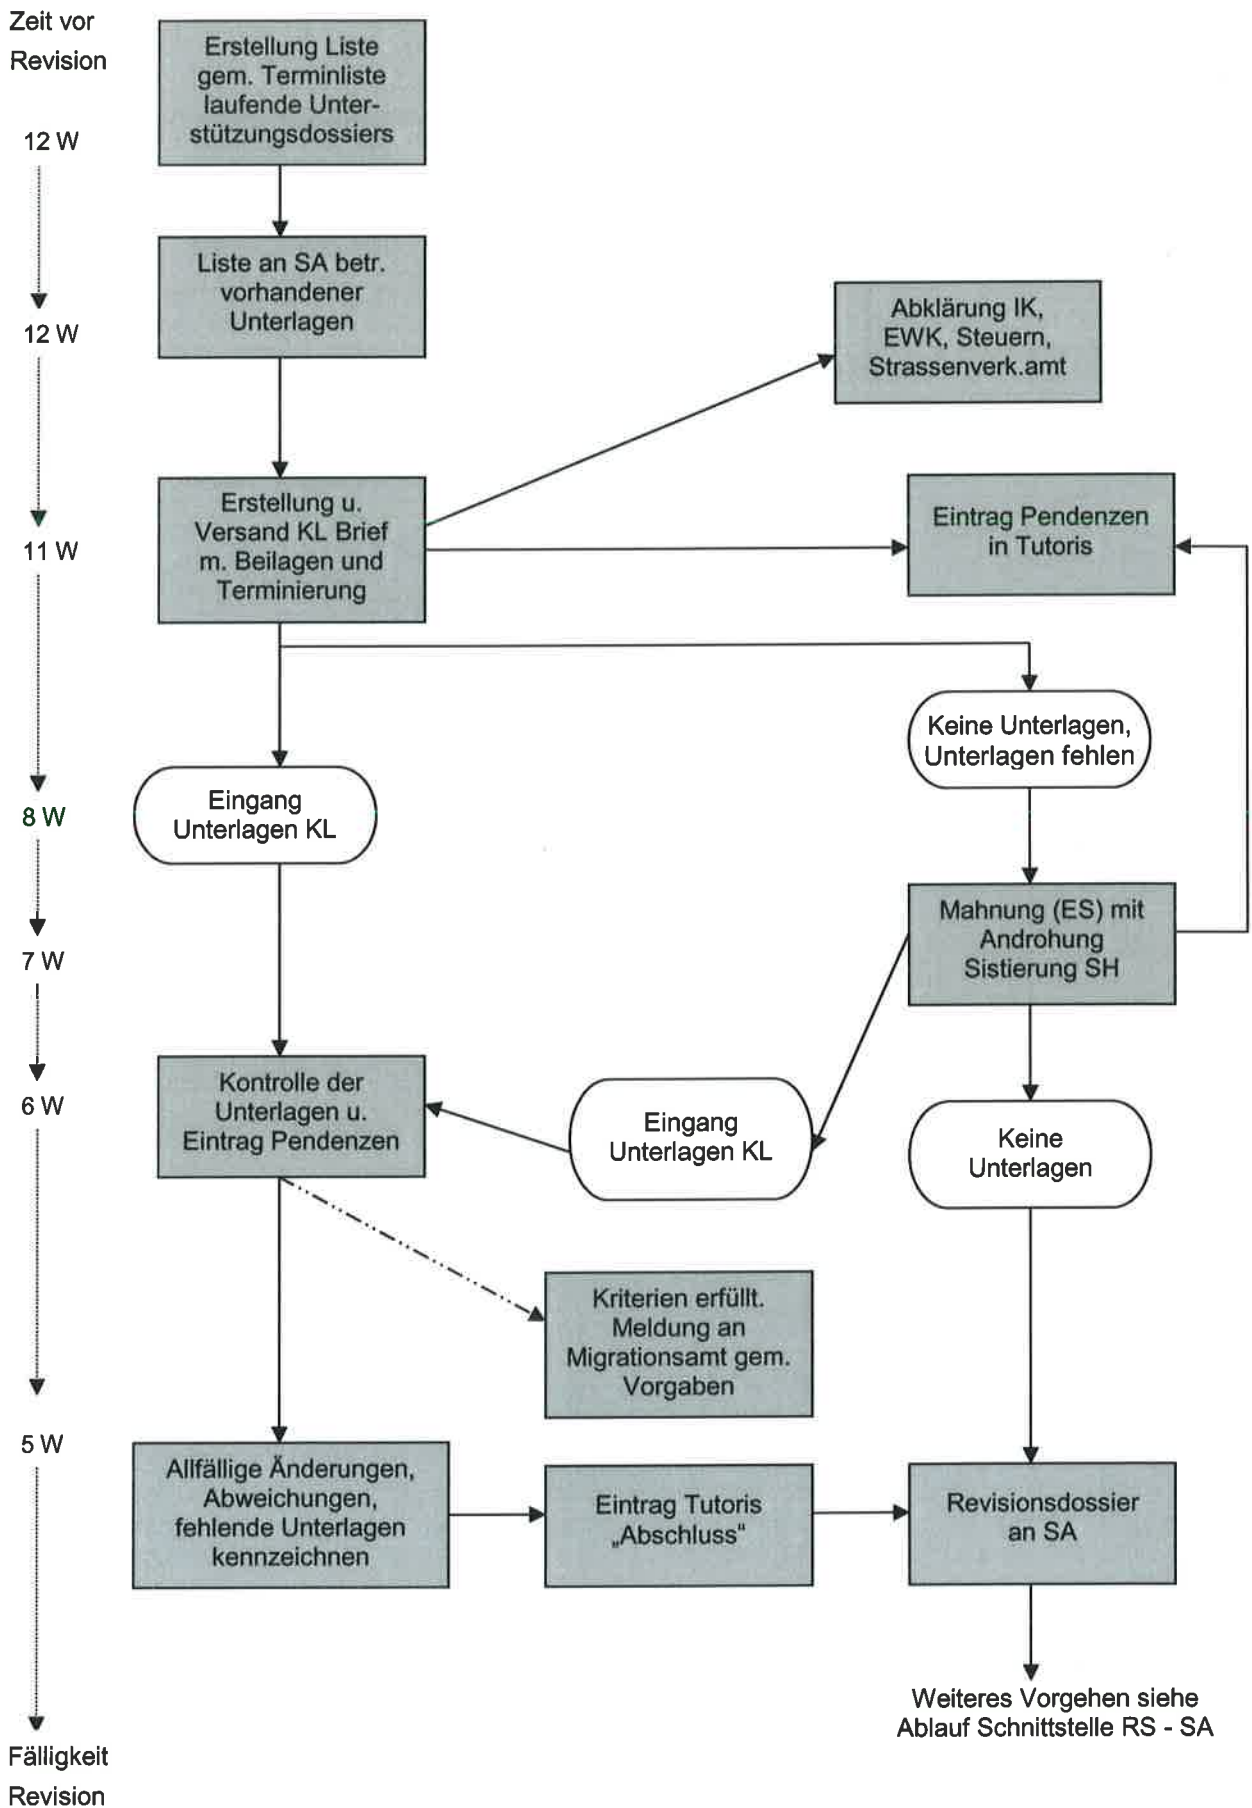 Zeit vor
Revision
Erstellung Liste
gem. Terminliste
laufende Unter-
stützungsdossiers
12 W
Liste an SA betr.
vorhandener
Unterlagen
12 W
Abklärung IK,
EWK, Steuern,
Strassenverk.amt
Erstellung u.
Versand KL Brief
m. Beilagen und
Terminierung
11 W
Eintrag Pendenzen
in Tutoris
Keine Unterlagen,
Unterlagen fehlen
Eingang
Unterlagen KL
8 W
Mahnung (ES) mit
Androhung
Sistierung SH
7 W
Kontrolle der
Unterlagen u.
Eintrag Pendenzen
6 W
Eingang
Unterlagen KL
Keine
Unterlagen
Kriterien erfüllt.
Meldung an
Migrationsamt gem.
Vorgaben
5 W
Allfällige Änderungen,
Abweichungen,
fehlende Unterlagen
kennzeichnen
Eintrag Tutoris
„Abschluss“
Revisionsdossier
an SA
Weiteres Vorgehen siehe
Ablauf Schnittstelle RS - SA
Fälligkeit
Revision